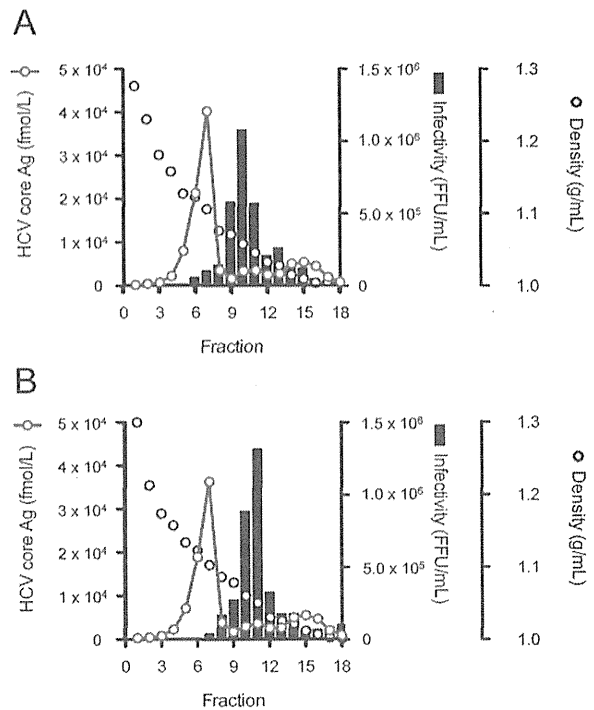 A
HCV core Ag (fmol/L)
5 x 10⁴
4 x 10⁴
3 x 10⁴
2 x 10⁴
1 x 10⁴
0
0 3 6 9 12 15 18
Fraction
1.5 x 10⁶
1.0 x 10⁶
5.0 x 10⁵
0
Infectivity (FFU/mL)
1.3
1.2
1.1
1.0
Density (g/mL)
B
HCV core Ag (fmol/L)
5 x 10⁴
4 x 10⁴
3 x 10⁴
2 x 10⁴
1 x 10⁴
0
0 3 6 9 12 15 18
Fraction
1.5 x 10⁶
1.0 x 10⁶
5.0 x 10⁵
0
Infectivity (FFU/mL)
1.3
1.2
1.1
1.0
Density (g/mL)